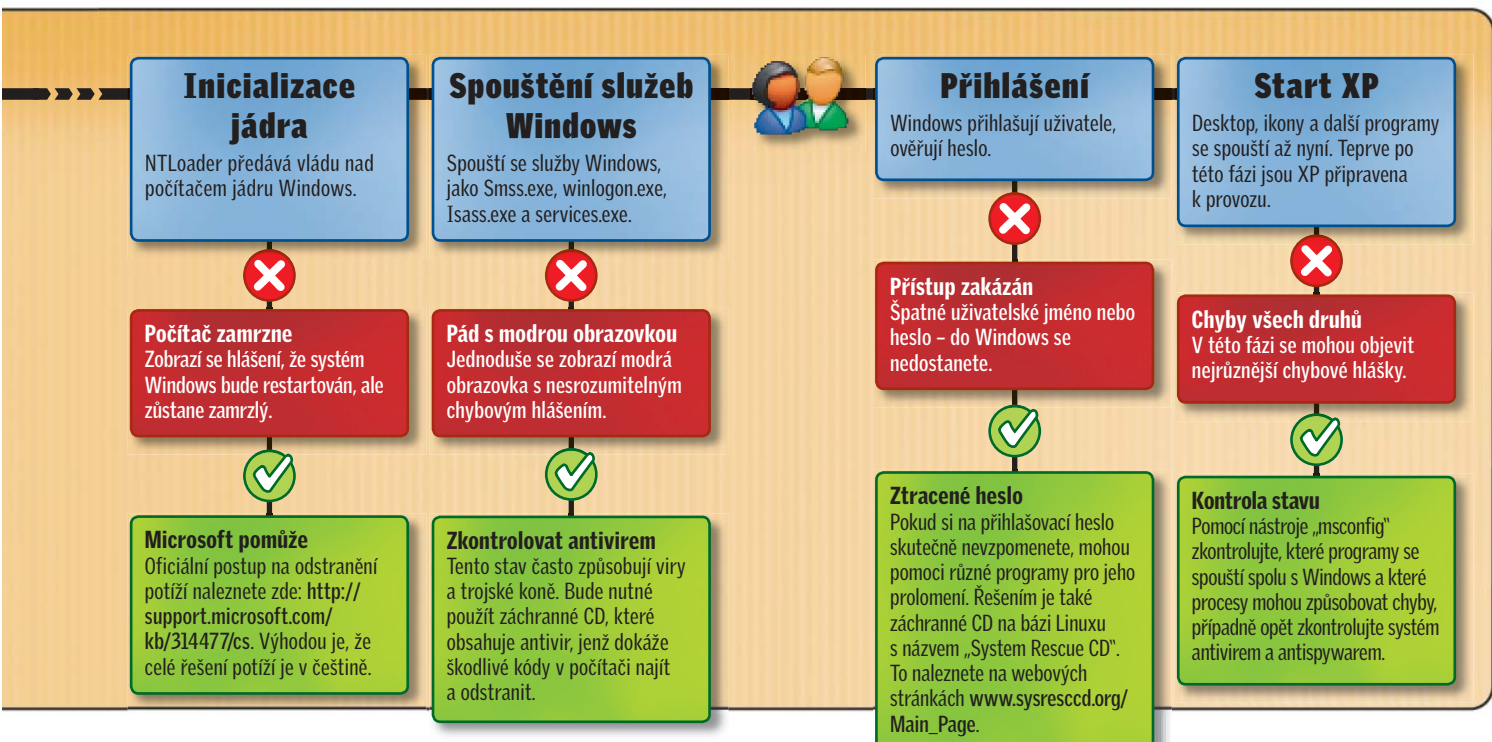 Inicializace
jádra
NTLoader předává vládu nad
počítačem jádru Windows.
Počítač zamrzne
Zobrazí se hlášení, že systém
Windows bude restartován, ale
zůstane zamrzlý.
Microsoft pomůže
Oficiální postup na odstranění
potíží naleznete zde: http://
support.microsoft.com/
kb/314477/cs. Výhodou je, že
celé řešení potíží je v češtině.
Spouštění služeb
Windows
Spouští se služby Windows,
jako Smss.exe, winlogon.exe,
Isass.exe a services.exe.
Pád s modrou obrazovkou
Jednoduše se zobrazí modrá
obrazovka s nesrozumitelným
chybovým hlášením.
Zkontrolovat antivirem
Tento stav často způsobují viry
a trojské koně. Bude nutné
použít záchranné CD, které
obsahuje antivir, jenž dokáže
škodlivé kódy v počítači najít
a odstranit.
Přihlášení
Windows přihlašují uživatele,
ověřují heslo.
Přístup zakázán
Špatné uživatelské jméno nebo
heslo – do Windows se
nedostanete.
Ztracené heslo
Pokud si na přihlašovací heslo
skutečně nevzpomenete, mohou
pomoci různé programy pro jeho
prolomení. Řešením je také
záchranné CD na bázi Linuxu
s názvem „System Rescue CD“.
To naleznete na webových
stránkách www.sysresccd.org/
Main_Page.
Start XP
Desktop, ikony a další programy
se spouští až nyní. Teprve po
této fázi jsou XP připravena
k provozu.
Chyby všech druhů
V této fázi se mohou objevit
nejrůznější chybové hlášky.
Kontrola stavu
Pomocí nástroje „msconfig“
zkontrolujte, které programy se
spouští spolu s Windows a které
procesy mohou způsobovat chyby,
případně opět zkontrolujte systém
antivirem a antispywarem.